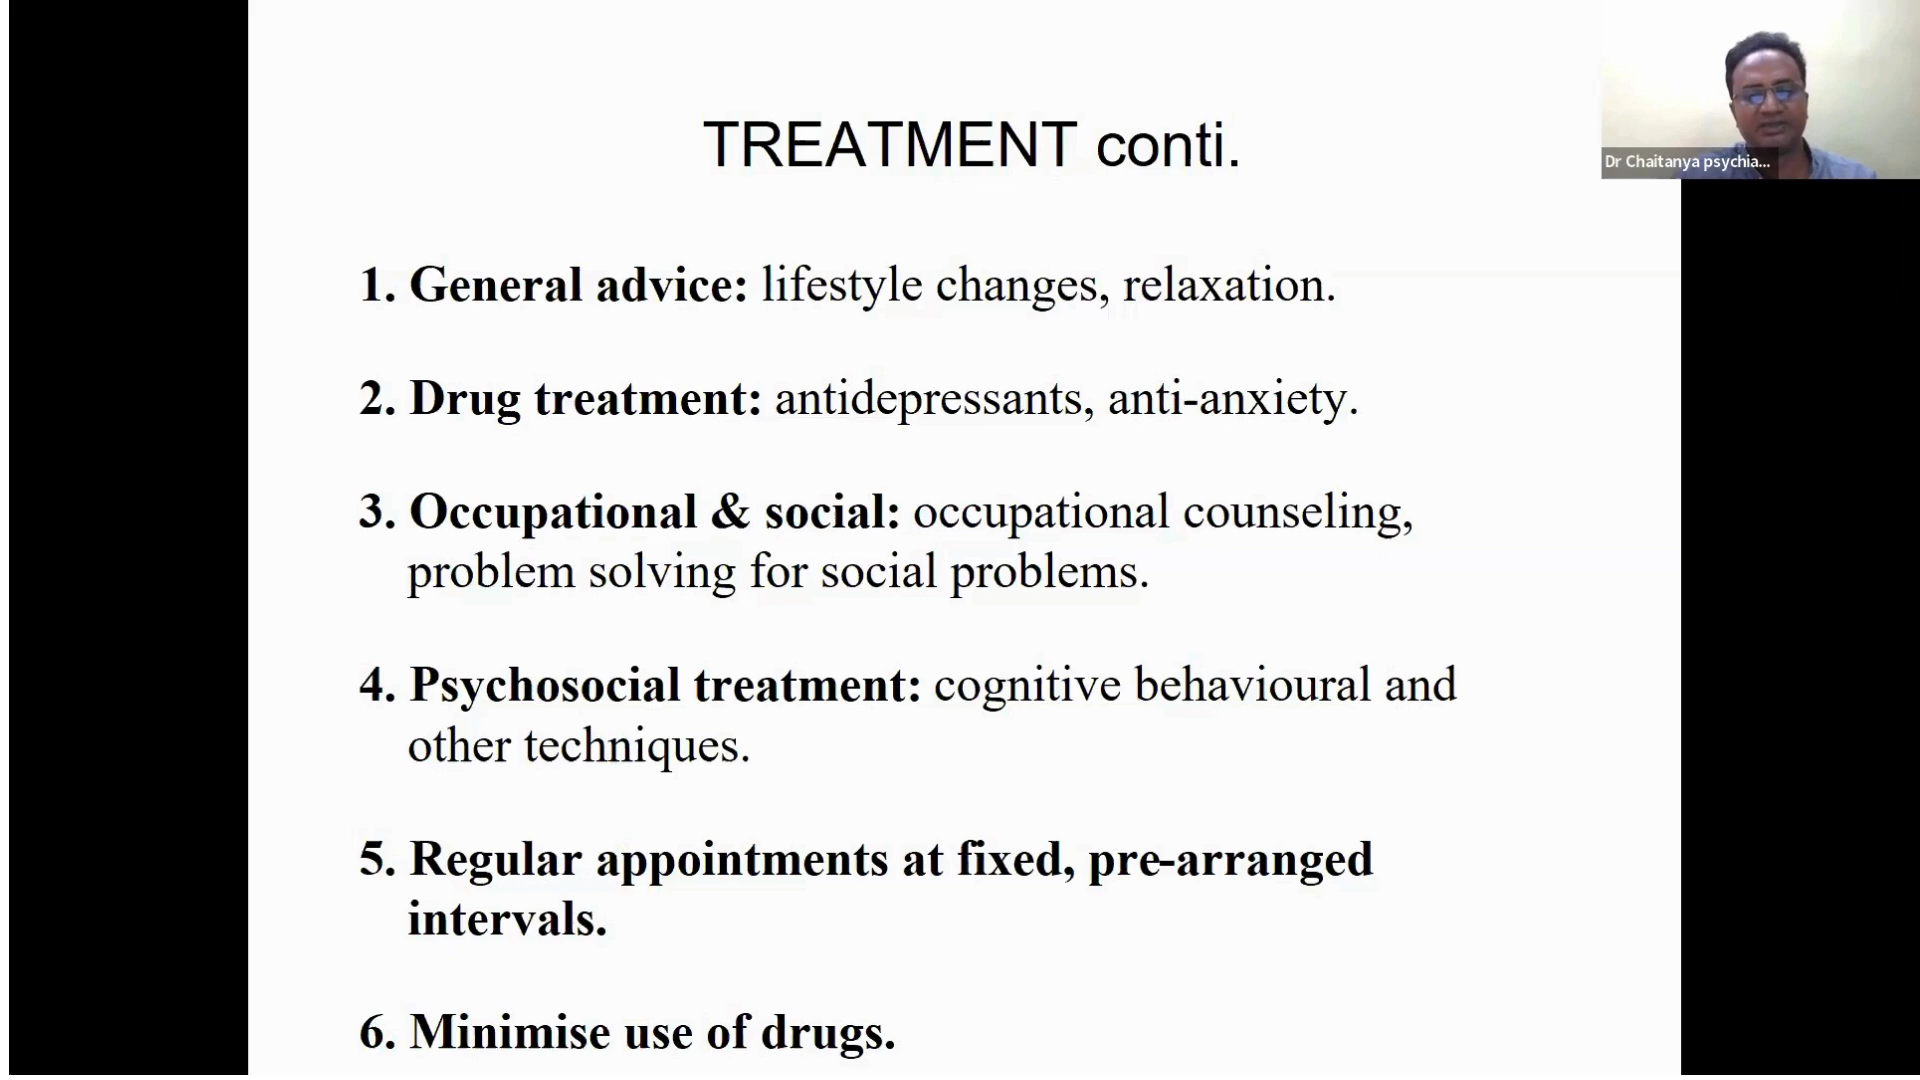 TREATMENT conti.
Dr Chaitanya psychia...
1. General advice: lifestyle changes, relaxation.
2. Drug treatment: antidepressants, anti-anxiety.
3. Occupational & social: occupational counseling,
problem solving for social problems.
4. Psychosocial treatment: cognitive behavioural and
other techniques.
5. Regular appointments at fixed, pre-arranged
intervals.
6. Minimise use of drugs.